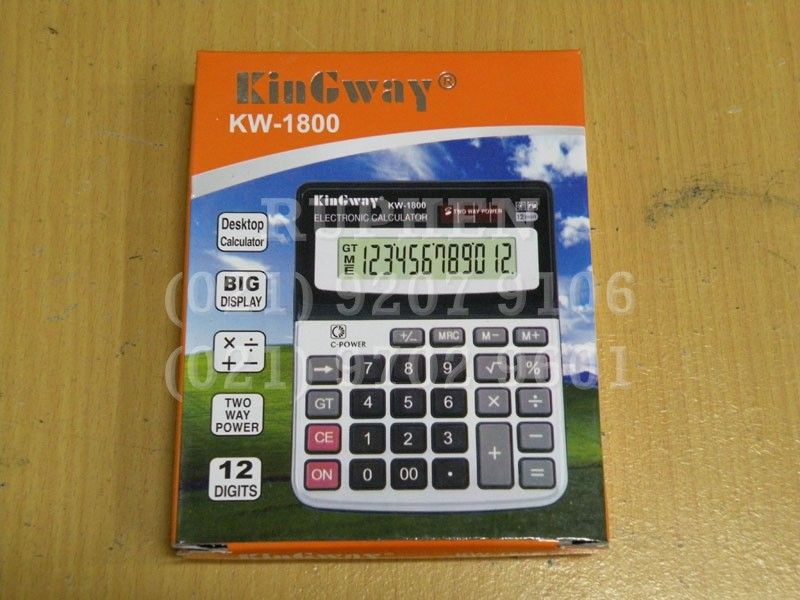 KinGway®
KW-1800
KinGway® KW-1800
ELECTRONIC CALCULATOR
TWO WAY POWER
Desktop
Calculator
BIG
DISPLAY
× ÷
+ −
TWO
WAY
POWER
12
DIGITS
GT
M
E
123456789012.
(021) 9207 9106
C-POWER
+/− MRC M− M+
→ 7 8 9 √ %
GT 4 5 6 × ÷
CE 1 2 3 + −
ON 0 00 • =
KinGway®